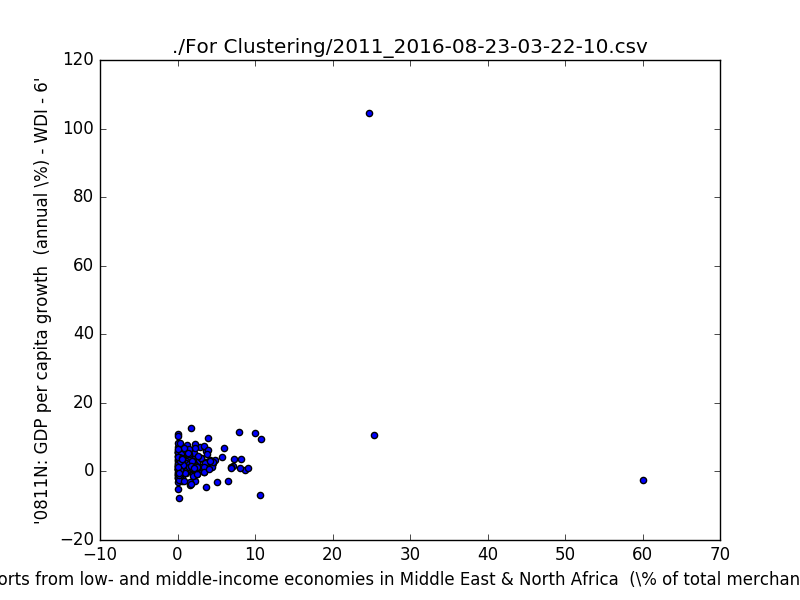 ./For Clustering/2011_2016-08-23-03-22-10.csv
120
100
80
60
40
20
0
−20
'0811N: GDP per capita growth  (annual \%) - WDI - 6'
−10 0 10 20 30 40 50 60 70
orts from low- and middle-income economies in Middle East & North Africa  (\% of total merchan